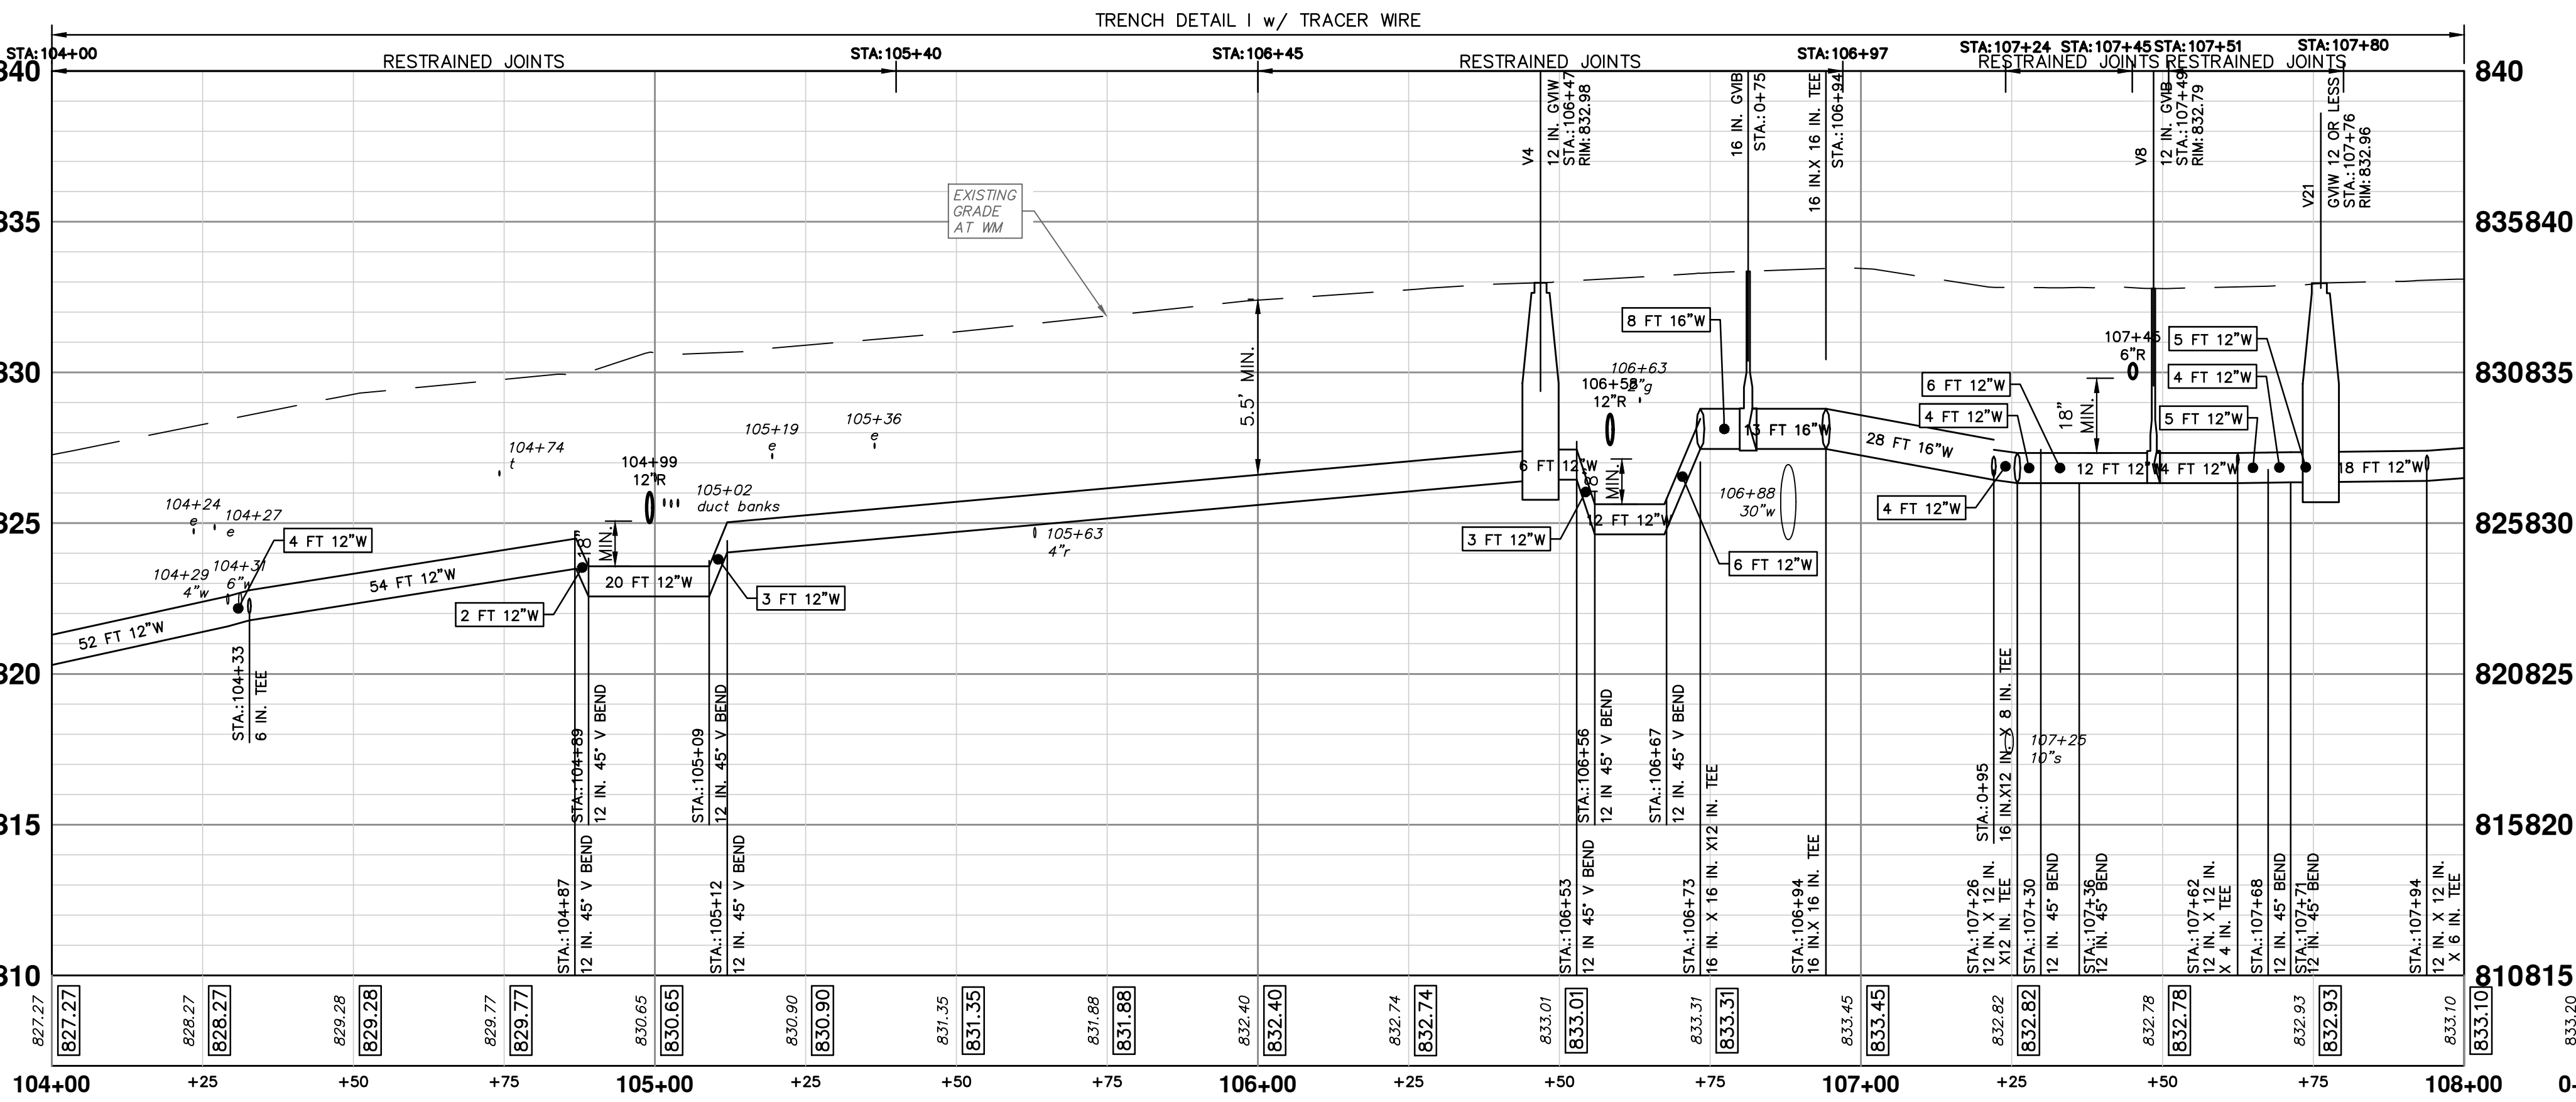 TRENCH DETAIL I w/ TRACER WIRE
STA:104+00
STA:105+40
STA:106+45
STA:106+97
STA:107+24
STA:107+45
STA:107+51
STA:107+80
RESTRAINED JOINTS
RESTRAINED JOINTS
RESTRAINED JOINTS
RESTRAINED JOINTS
840
835
830
825
820
815
810
840
835840
830835
825830
820825
815820
810815
EXISTING
GRADE
AT WM
5.5' MIN.
V4
12 IN. GVIW
STA.:106+47
RIM:832.98
16 IN. GVIB
STA.:0+75
16 IN.X 16 IN. TEE
STA.:106+94
V8
12 IN. GVIB
STA.:107+49
RIM:832.79
V21
GVIW 12 OR LESS
STA.:107+76
RIM:832.96
104+24
e
104+27
e
104+29
4"w
104+31
6"w
104+74
t
104+99
12"R
105+02
duct banks
105+19
e
105+36
e
105+63
4"r
106+58
12"R
106+63
2"g
106+88
30"w
107+25
10"s
107+45
6"R
52 FT 12"W
4 FT 12"W
54 FT 12"W
2 FT 12"W
18"
MIN.
20 FT 12"W
3 FT 12"W
6 FT 12"W
3 FT 12"W
18"
MIN.
12 FT 12"W
6 FT 12"W
8 FT 16"W
13 FT 16"W
28 FT 16"W
4 FT 12"W
4 FT 12"W
6 FT 12"W
18"
MIN.
12 FT 12"W
14 FT 12"W
5 FT 12"W
4 FT 12"W
5 FT 12"W
18 FT 12"W
STA.:104+33
6 IN. TEE
STA.:104+87
12 IN. 45° V BEND
STA.:104+89
12 IN. 45° V BEND
STA.:105+09
12 IN. 45° V BEND
STA.:105+12
12 IN. 45° V BEND
STA.:106+53
12 IN 45° V BEND
STA.:106+56
12 IN 45° V BEND
STA.:106+67
12 IN. 45° V BEND
STA.:106+73
16 IN. X 16 IN. X12 IN. TEE
STA.:106+94
16 IN.X 16 IN. TEE
STA.:0+95
16 IN.X12 IN. X 8 IN. TEE
STA.:107+26
12 IN. X 12 IN.
X12 IN. TEE
STA.:107+30
12 IN. 45° BEND
STA.:107+36
12 IN. 45° BEND
STA.:107+62
12 IN. X 12 IN.
X 4 IN. TEE
STA.:107+68
12 IN. 45° BEND
STA.:107+71
12 IN. 45° BEND
STA.:107+94
12 IN. X 12 IN.
X 6 IN. TEE
827.27 827.27
828.27 828.27
829.28 829.28
829.77 829.77
830.65 830.65
830.90 830.90
831.35 831.35
831.88 831.88
832.40 832.40
832.74 832.74
833.01 833.01
833.31 833.31
833.45 833.45
832.82 832.82
832.78 832.78
832.93 832.93
833.10 833.10
833.20
104+00 +25 +50 +75 105+00 +25 +50 +75 106+00 +25 +50 +75 107+00 +25 +50 +75 108+00